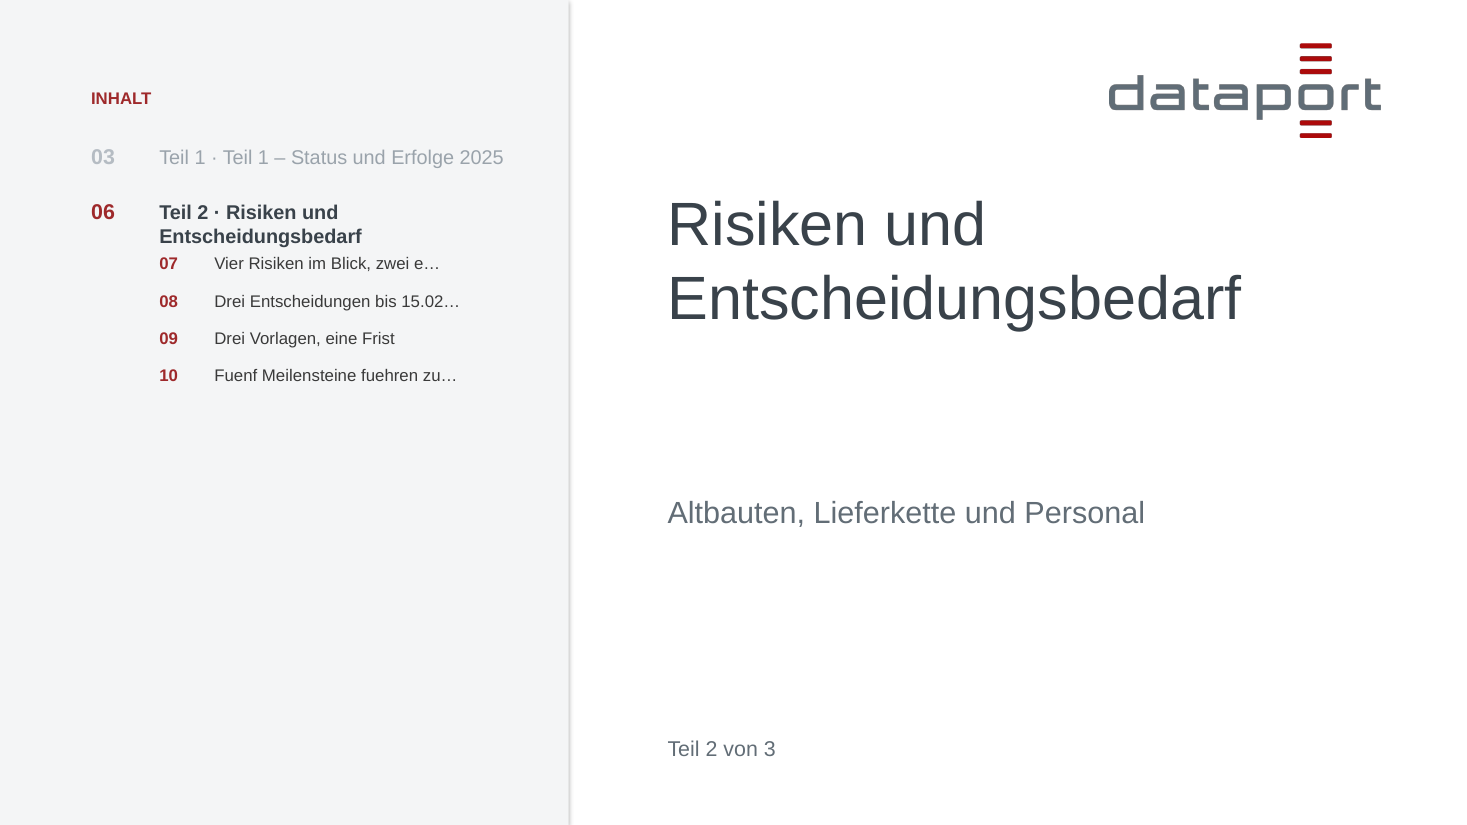 INHALT
03 Teil 1 · Teil 1 – Status und Erfolge 2025
06 Teil 2 · Risiken und
Entscheidungsbedarf
07 Vier Risiken im Blick, zwei e…
08 Drei Entscheidungen bis 15.02…
09 Drei Vorlagen, eine Frist
10 Fuenf Meilensteine fuehren zu…
dataport
Risiken und
Entscheidungsbedarf
Altbauten, Lieferkette und Personal
Teil 2 von 3